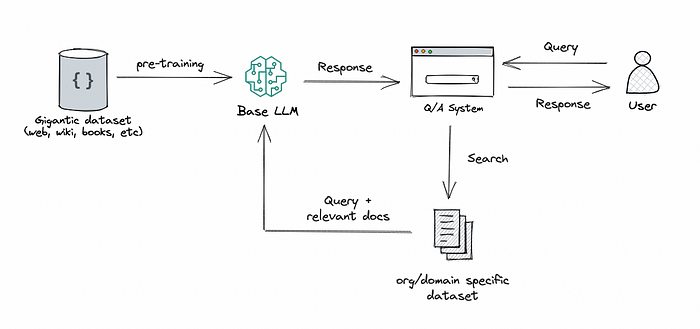 pre-training
Response
Query
{ }
Response
Gigantic dataset
(web, wiki, books, etc)
Base LLM
Q/A System
User
Search
Query +
relevant docs
org/domain specific
dataset